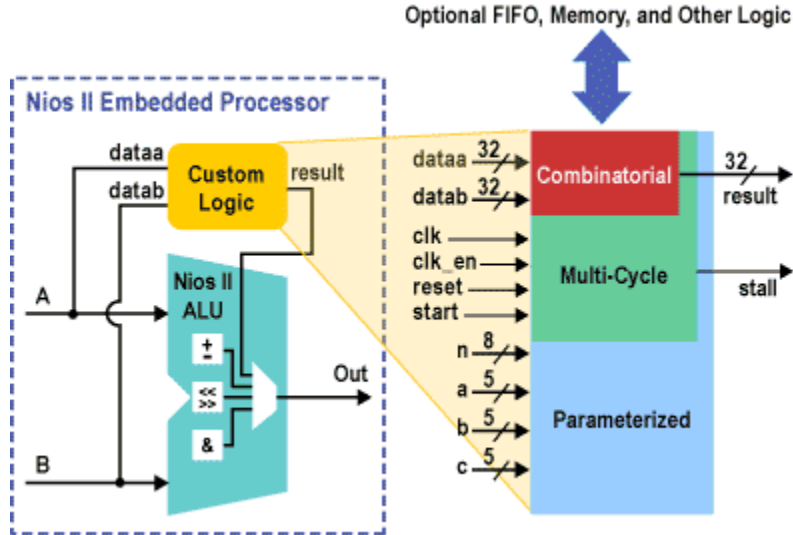 Optional FIFO, Memory, and Other Logic
Nios II Embedded Processor
dataa
datab
Custom
Logic
result
A
B
Nios II
ALU
+
-
<<
>>
&
Out
dataa
32
datab
32
clk
clk_en
reset
start
n
8
a
5
b
5
c
5
Combinatorial
Multi-Cycle
Parameterized
32
result
stall